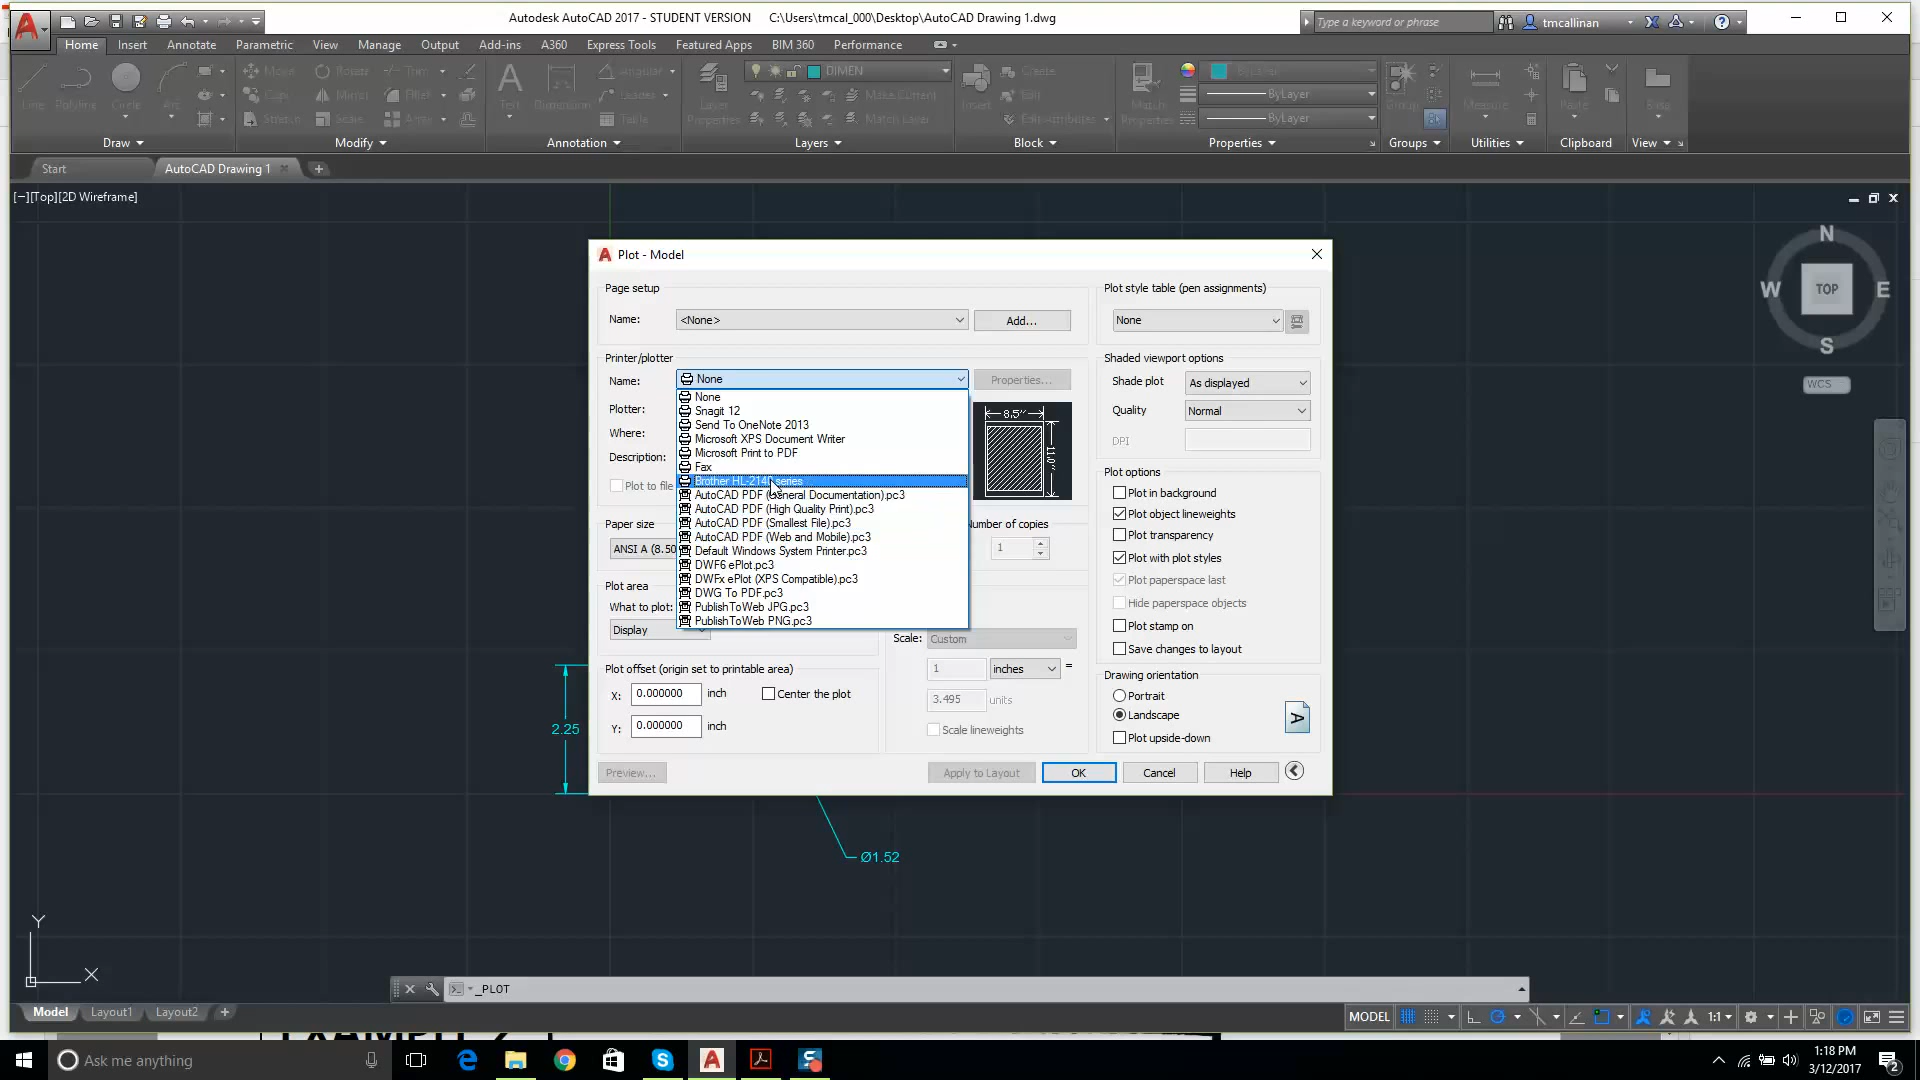 Autodesk AutoCAD 2017 - STUDENT VERSION C:\Users\tmcal_000\Desktop\AutoCAD Drawing 1.dwg
Type a keyword or phrase
tmcallinan
Home Insert Annotate Parametric View Manage Output Add-ins A360 Express Tools Featured Apps BIM 360 Performance
Line Polyline Circle Arc
Move Rotate Trim
Copy Mirror Fillet
Stretch Scale Array
Text Dimension
Angular
Leader
Table
Layer Properties
DIMEN
Make Current
Match Layer
Insert
Create
Edit
Edit Attributes
Match Properties
ByLayer
ByLayer
ByLayer
Group
Measure
Paste
Base
Draw Modify Annotation Layers Block Properties Groups Utilities Clipboard View
Start AutoCAD Drawing 1
[−][Top][2D Wireframe]
N
W TOP E
S
WCS
Plot - Model
Page setup
Name: <None> Add...
Printer/plotter
Name: None Properties...
Plotter:
Where:
Description:
Plot to file
None
Snagit 12
Send To OneNote 2013
Microsoft XPS Document Writer
Microsoft Print to PDF
Fax
Brother HL-2140 series
AutoCAD PDF (General Documentation).pc3
AutoCAD PDF (High Quality Print).pc3
AutoCAD PDF (Smallest File).pc3
AutoCAD PDF (Web and Mobile).pc3
Default Windows System Printer.pc3
DWF6 ePlot.pc3
DWFx ePlot (XPS Compatible).pc3
DWG To PDF.pc3
PublishToWeb JPG.pc3
PublishToWeb PNG.pc3
8.5''
11.0''
Paper size
ANSI A (8.50
Number of copies
1
Plot area
What to plot:
Display
Scale: Custom
1 inches =
3.495 units
Scale lineweights
Plot offset (origin set to printable area)
X: 0.000000 inch Center the plot
Y: 0.000000 inch
Plot style table (pen assignments)
None
Shaded viewport options
Shade plot As displayed
Quality Normal
DPI
Plot options
Plot in background
Plot object lineweights
Plot transparency
Plot with plot styles
Plot paperspace last
Hide paperspace objects
Plot stamp on
Save changes to layout
Drawing orientation
Portrait
Landscape
Plot upside-down
A
Preview... Apply to Layout OK Cancel Help
2.25
Ø1.52
Y
X
_PLOT
Model Layout1 Layout2
MODEL 1:1
Ask me anything
1:18 PM
3/12/2017
2